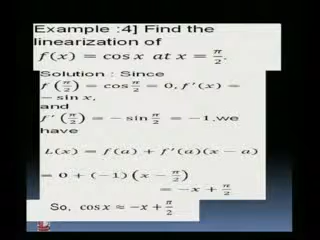 Example :4] Find the
linearization of
f(x) = cos x at x = π/2.
Solution : Since
f (π/2) = cos π/2 = 0, f′(x) =
− sin x,
and
f′ (π/2) = − sin π/2 = −1.we
have
L(x) = f(a) + f′(a)(x − a)
= 0 + (−1) (x − π/2)
= −x + π/2
So, cos x ≈ −x + π/2